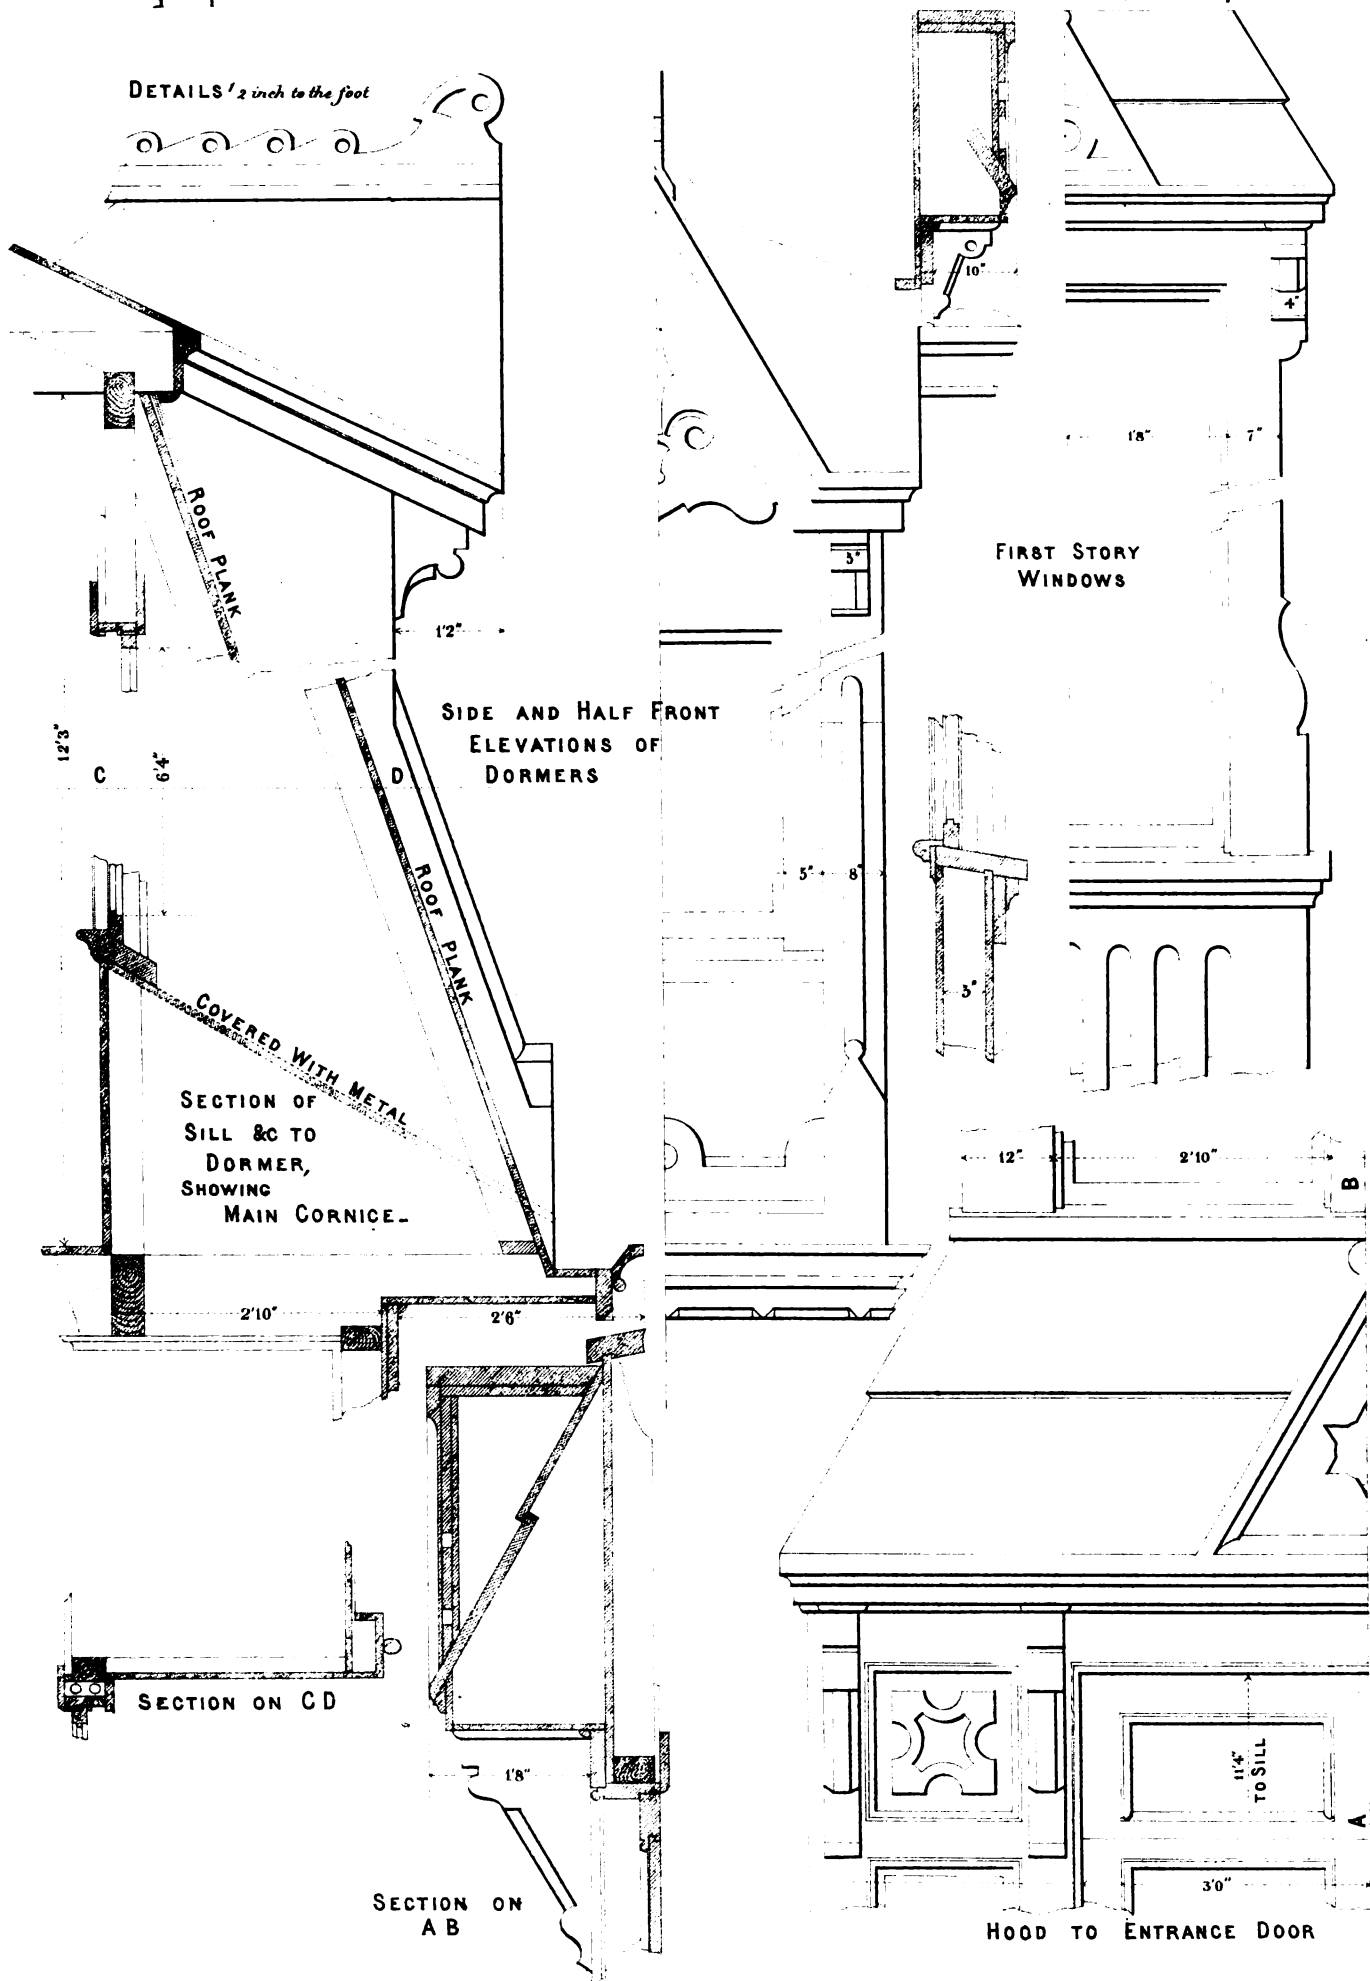 DETAILS 1/2 inch to the foot
10"
4"
1'8"
7"
ROOF PLANK
FIRST STORY
WINDOWS
3"
1'2"
SIDE AND HALF FRONT
ELEVATIONS OF
DORMERS
12'3"
C
6'4"
D
ROOF PLANK
5"
8"
3"
COVERED WITH METAL
SECTION OF
SILL &C TO
DORMER,
SHOWING
MAIN CORNICE-
12"
2'10"
B
2'10"
2'6"
SECTION ON CD
1'8"
11'4"
TO SILL
A
3'0"
SECTION ON
A B
HOOD TO ENTRANCE DOOR